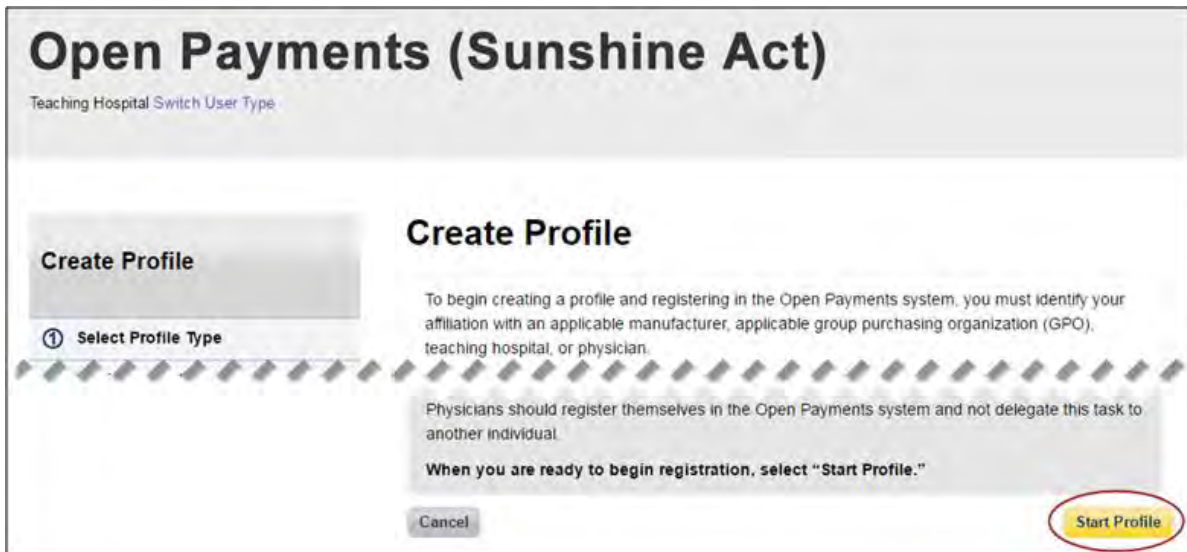 Open Payments (Sunshine Act)
Teaching Hospital Switch User Type
Create Profile
① Select Profile Type
Create Profile
To begin creating a profile and registering in the Open Payments system, you must identify your
affiliation with an applicable manufacturer, applicable group purchasing organization (GPO),
teaching hospital, or physician.
Physicians should register themselves in the Open Payments system and not delegate this task to
another individual.
When you are ready to begin registration, select “Start Profile.”
Cancel
Start Profile